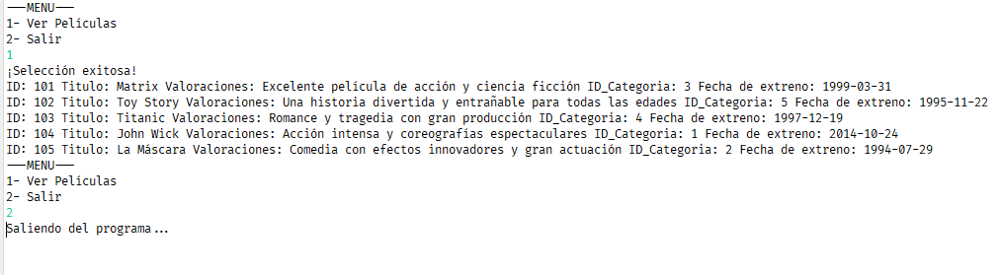 ---MENU---
1- Ver Peliculas
2- Salir
1
¡Selección exitosa!
ID: 101 Titulo: Matrix Valoraciones: Excelente película de acción y ciencia ficción ID_Categoria: 3 Fecha de extreno: 1999-03-31
ID: 102 Titulo: Toy Story Valoraciones: Una historia divertida y entrañable para todas las edades ID_Categoria: 5 Fecha de extreno: 1995-11-22
ID: 103 Titulo: Titanic Valoraciones: Romance y tragedia con gran producción ID_Categoria: 4 Fecha de extreno: 1997-12-19
ID: 104 Titulo: John Wick Valoraciones: Acción intensa y coreografías espectaculares ID_Categoria: 1 Fecha de extreno: 2014-10-24
ID: 105 Titulo: La Máscara Valoraciones: Comedia con efectos innovadores y gran actuación ID_Categoria: 2 Fecha de extreno: 1994-07-29
---MENU---
1- Ver Peliculas
2- Salir
2
Saliendo del programa...